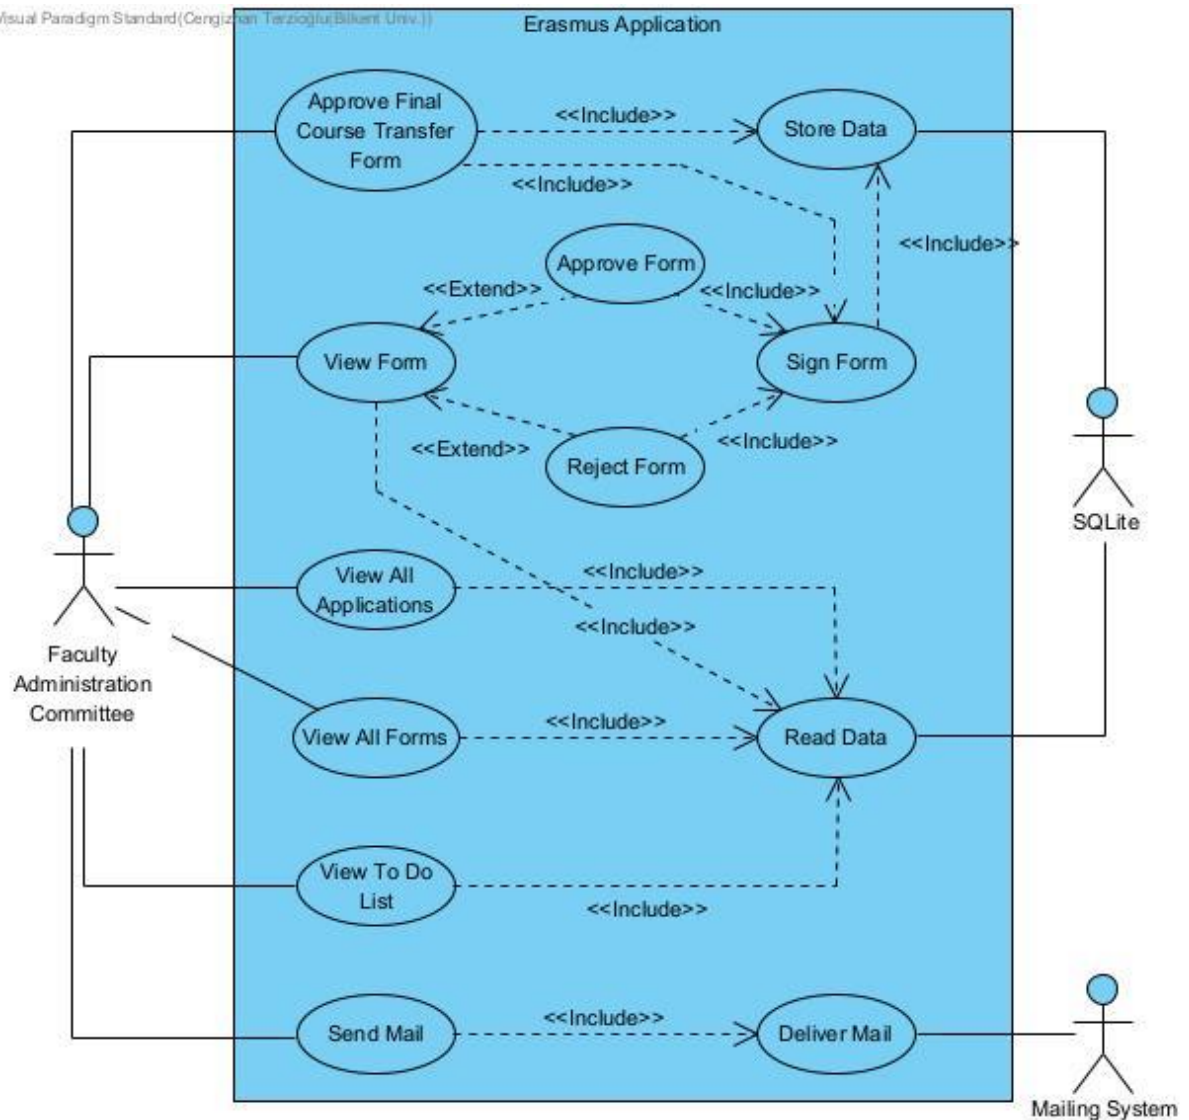 Visual Paradigm Standard(Cengizhan Terzioğlu(Bilkent Univ.))
Erasmus Application
Approve Final
Course Transfer
Form
<<Include>>
Store Data
<<Include>>
<<Include>>
Approve Form
<<Extend>>
<<Include>>
View Form
Sign Form
<<Extend>>
<<Include>>
Reject Form
SQLite
View All
Applications
<<Include>>
<<Include>>
Faculty
Administration
Committee
View All Forms
<<Include>>
Read Data
View To Do
List
<<Include>>
Send Mail
<<Include>>
Deliver Mail
Mailing System